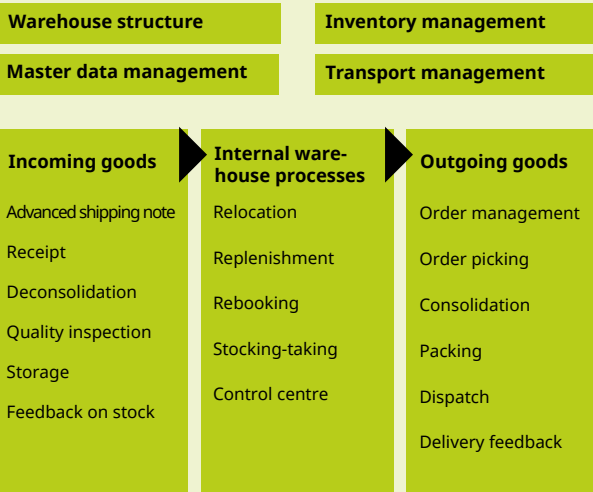 Warehouse structure
Inventory management
Master data management
Transport management
Incoming goods
Advanced shipping note
Receipt
Deconsolidation
Quality inspection
Storage
Feedback on stock
Internal ware-
house processes
Relocation
Replenishment
Rebooking
Stocking-taking
Control centre
Outgoing goods
Order management
Order picking
Consolidation
Packing
Dispatch
Delivery feedback